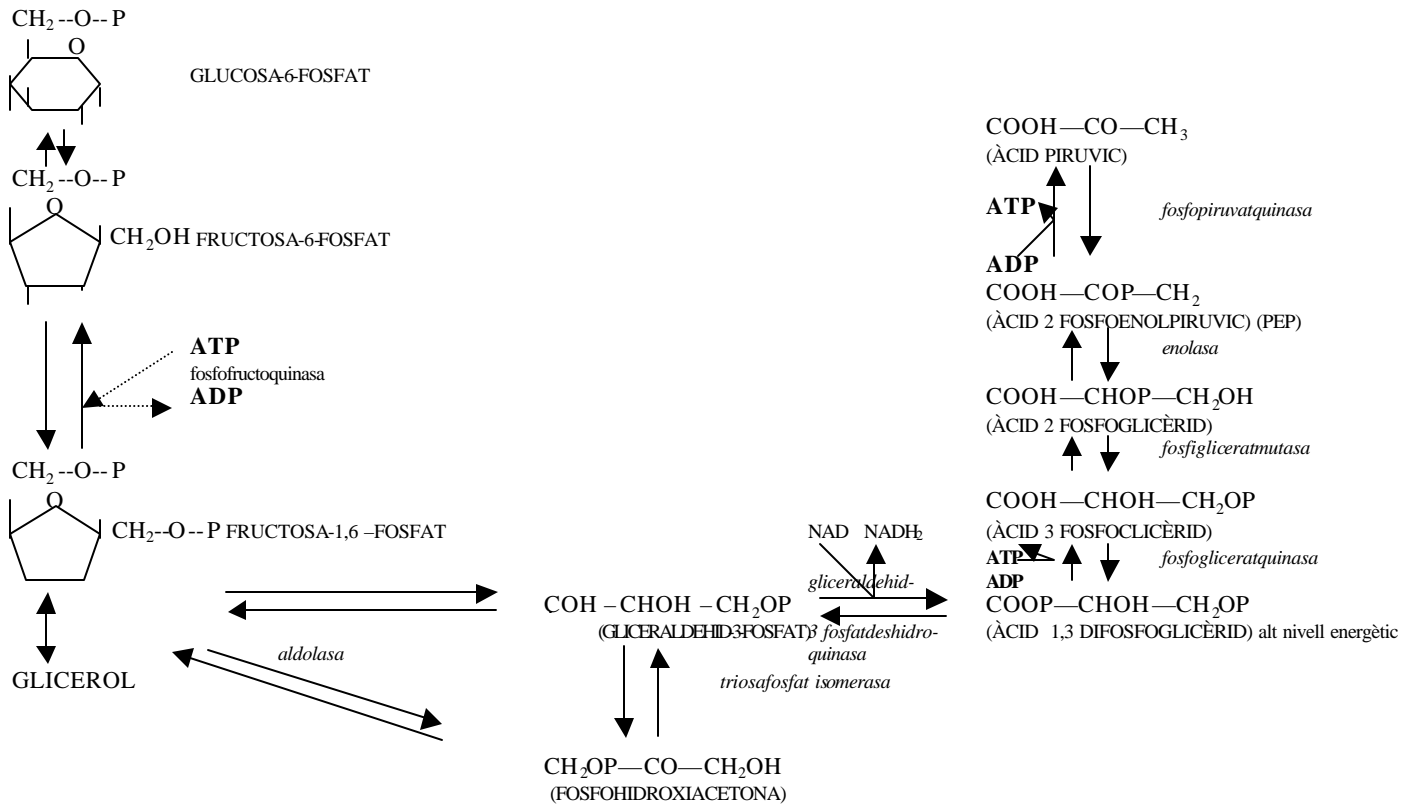 CH2 --O-- P
O
GLUCOSA-6-FOSFAT
CH2 --O-- P
O
CH2OH FRUCTOSA-6-FOSFAT
ATP
fosfofructoquinasa
ADP
CH2 --O-- P
O
CH2--O-- P FRUCTOSA-1,6 –FOSFAT
GLICEROL
aldolasa
COH – CHOH – CH2OP
(GLICERALDEHID-3-FOSFAT)
triosafosfat isomerasa
CH2OP—CO—CH2OH
(FOSFOHIDROXIACETONA)
NAD NADH2
gliceraldehid-
3 fosfatdeshidro-
quinasa
COOH—CO—CH3
(ÀCID PIRUVIC)
ATP
fosfopiruvatquinasa
ADP
COOH—COP—CH2
(ÀCID 2 FOSFOENOLPIRUVIC) (PEP)
enolasa
COOH—CHOP—CH2OH
(ÀCID 2 FOSFOGLICÈRID)
fosfigliceratmutasa
COOH—CHOH—CH2OP
(ÀCID 3 FOSFOCLICÈRID)
ATP
fosfogliceratquinasa
ADP
COOP—CHOH—CH2OP
(ÀCID 1,3 DIFOSFOGLICÈRID) alt nivell energètic